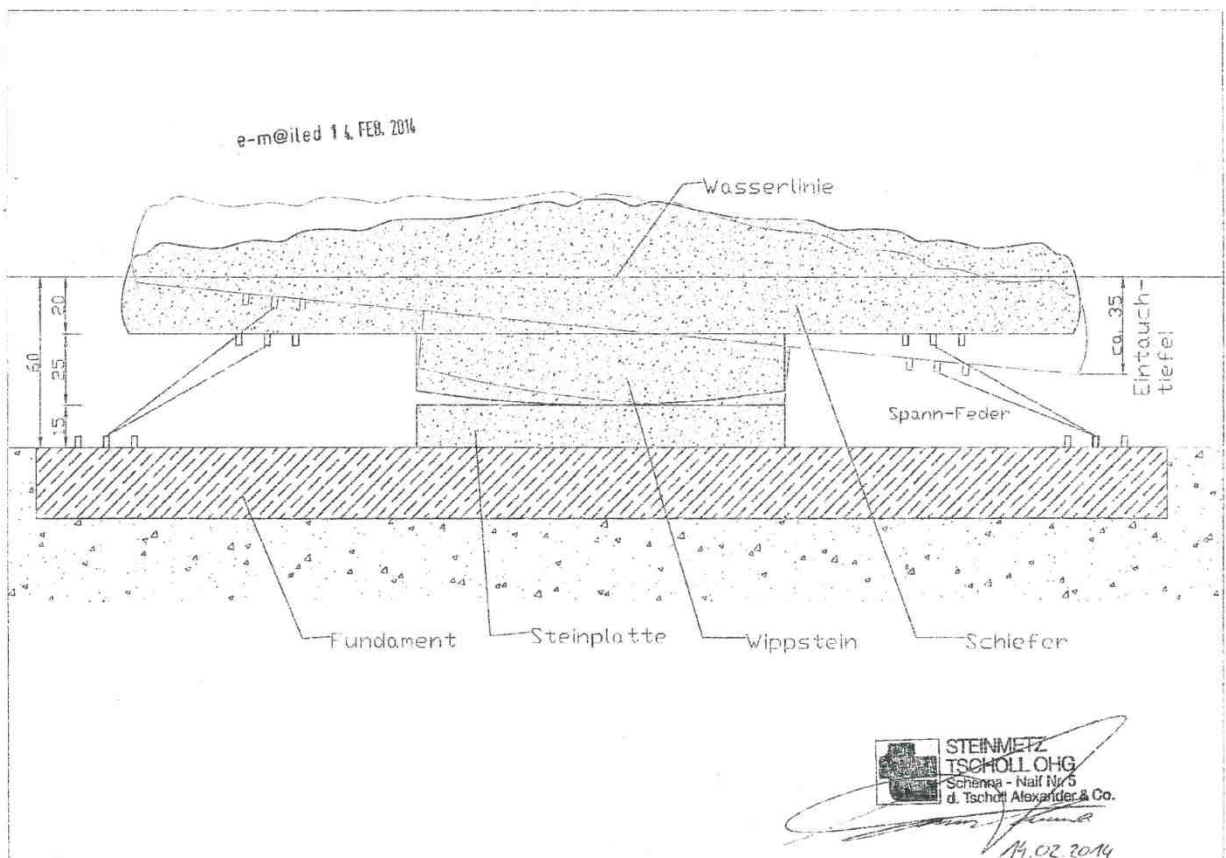 e-m@iled 14. FEB. 2014
Wasserlinie
20
60
25
15
ca. 35
Eintauch-
tiefe!
Spann-Feder
Fundament
Steinplatte
Wippstein
Schiefer
STEINMETZ
TSCHOLL OHG
Schenna - Naif Nr. 5
d. Tscholl Alexander & Co.
14.02.2014